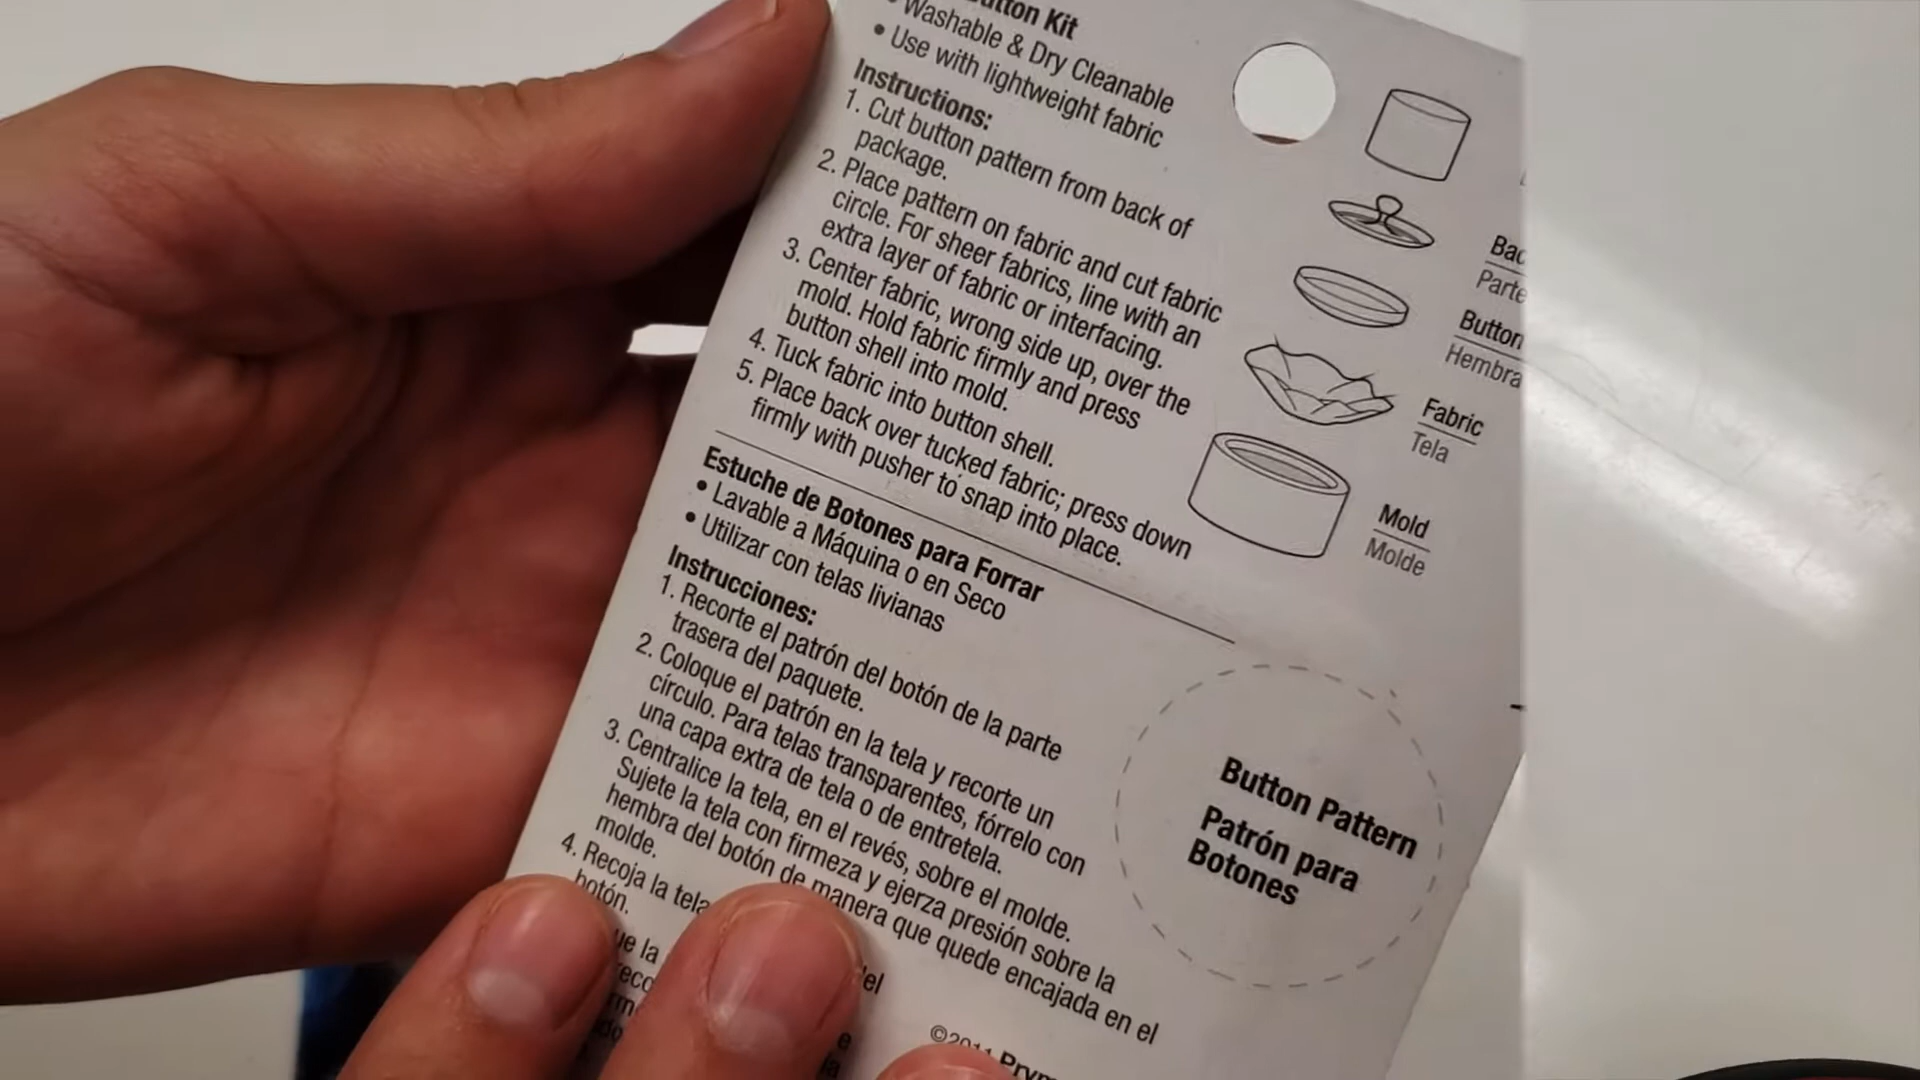 Button Kit
• Washable & Dry Cleanable
• Use with lightweight fabric
Instructions:
1. Cut button pattern from back of
package.
2. Place pattern on fabric and cut fabric
circle. For sheer fabrics, line with an
extra layer of fabric or interfacing.
3. Center fabric, wrong side up, over the
mold. Hold fabric firmly and press
button shell into mold.
4. Tuck fabric into button shell.
5. Place back over tucked fabric; press down
firmly with pusher to snap into place.
Estuche de Botones para Forrar
• Lavable a Máquina o en Seco
• Utilizar con telas livianas
Instrucciones:
1. Recorte el patrón del botón de la parte
trasera del paquete.
2. Coloque el patrón en la tela y recorte un
círculo. Para telas transparentes, fórrelo con
una capa extra de tela o de entretela.
3. Centralice la tela, en el revés, sobre el molde.
Sujete la tela con firmeza y ejerza presión sobre la
hembra del botón de manera que quede encajada en el
molde.
4. Recoja la tela
botón.
la
©2011 Prym
Parte
Button
Hembra
Fabric
Tela
Mold
Molde
Button Pattern
Patrón para
Botones